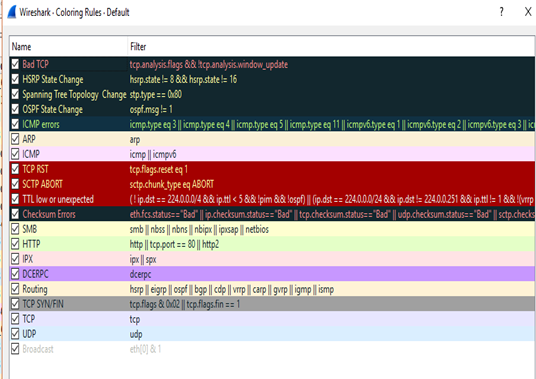 Wireshark - Coloring Rules - Default ? X
Name Filter
Bad TCP tcp.analysis.flags && !tcp.analysis.window_update
HSRP State Change hsrp.state != 8 && hsrp.state != 16
Spanning Tree Topology Change stp.type == 0x80
OSPF State Change ospf.msg != 1
ICMP errors icmp.type eq 3 || icmp.type eq 4 || icmp.type eq 5 || icmp.type eq 11 || icmpv6.type eq 1 || icmpv6.type eq 2 || icmpv6.type eq 3 || ic
ARP arp
ICMP icmp || icmpv6
TCP RST tcp.flags.reset eq 1
SCTP ABORT sctp.chunk_type eq ABORT
TTL low or unexpected ( ! ip.dst == 224.0.0.0/4 && ip.ttl < 5 && !pim && !ospf) || (ip.dst == 224.0.0.0/24 && ip.dst != 224.0.0.251 && ip.ttl != 1 && !(vrrp
Checksum Errors eth.fcs.status=="Bad" || ip.checksum.status=="Bad" || tcp.checksum.status=="Bad" || udp.checksum.status=="Bad" || sctp.checks
SMB smb || nbss || nbns || nbipx || ipxsap || netbios
HTTP http || tcp.port == 80 || http2
IPX ipx || spx
DCERPC dcerpc
Routing hsrp || eigrp || ospf || bgp || cdp || vrrp || carp || gvrp || igmp || ismp
TCP SYN/FIN tcp.flags & 0x02 || tcp.flags.fin == 1
TCP tcp
UDP udp
Broadcast eth[0] & 1